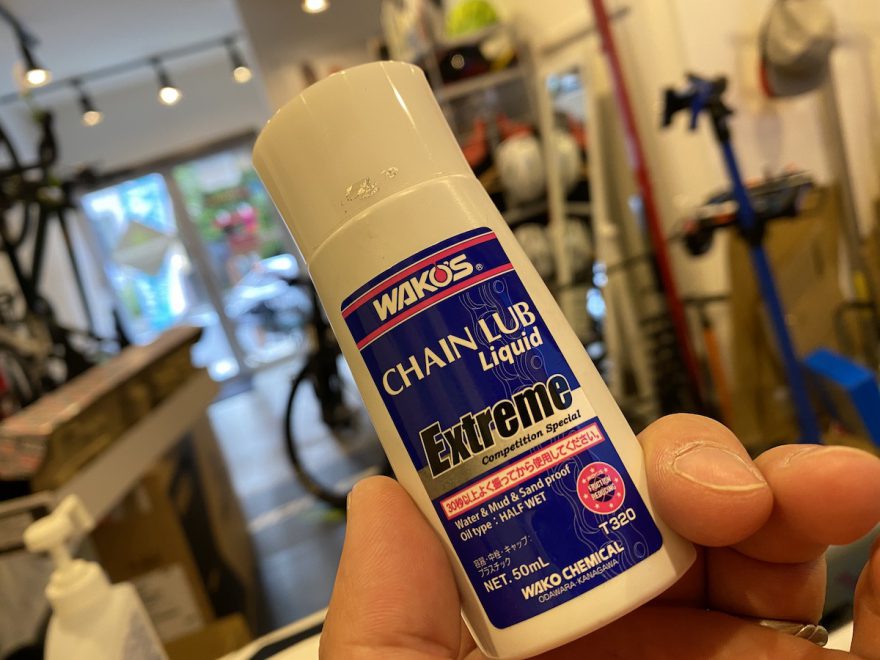 WAKO'S®
CHAIN LUB
Liquid
Extreme
Competition Special
30秒以上よく振ってから使用してください。
Water & Mud & Sand proof
Oil type : HALF WET
FRICTION
REDUCING
T320
容器・中栓・キャップ:
プラスチック
NET. 50mL
WAKO CHEMICAL
ODAWARA・KANAGAWA